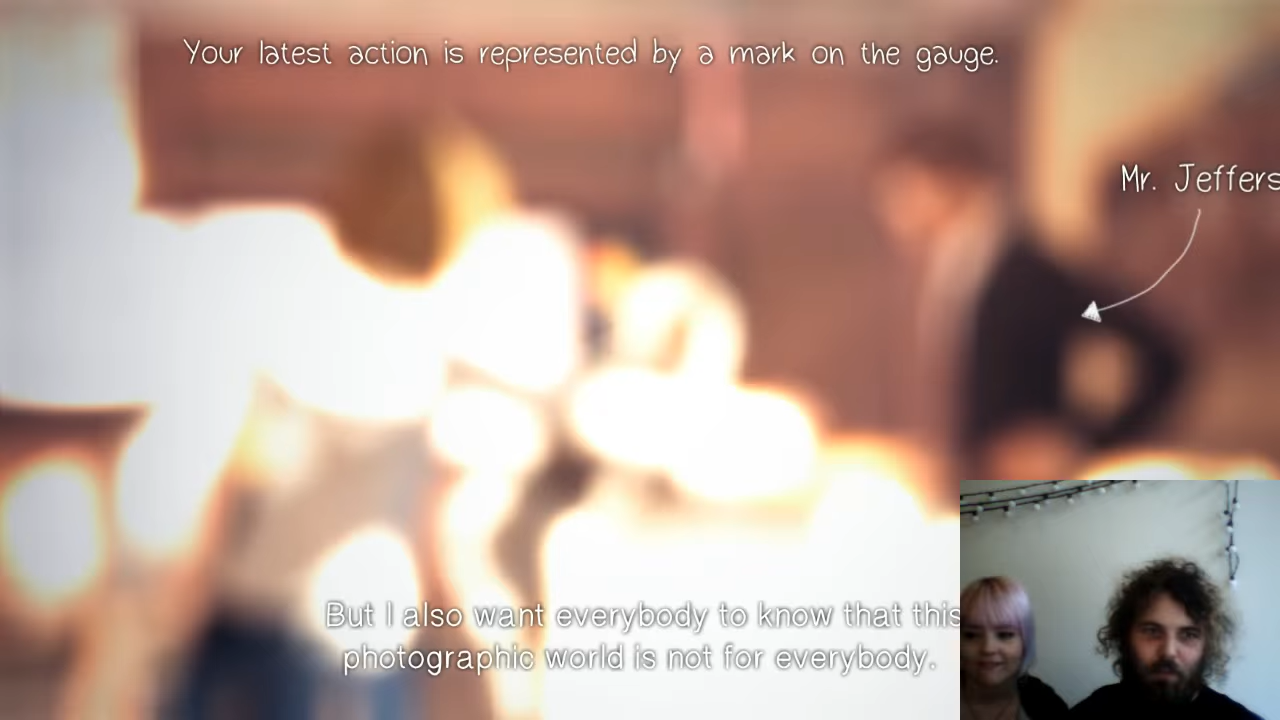 Your latest action is represented by a mark on the gauge.
Mr. Jeffers
But I also want everybody to know that this
photographic world is not for everybody.